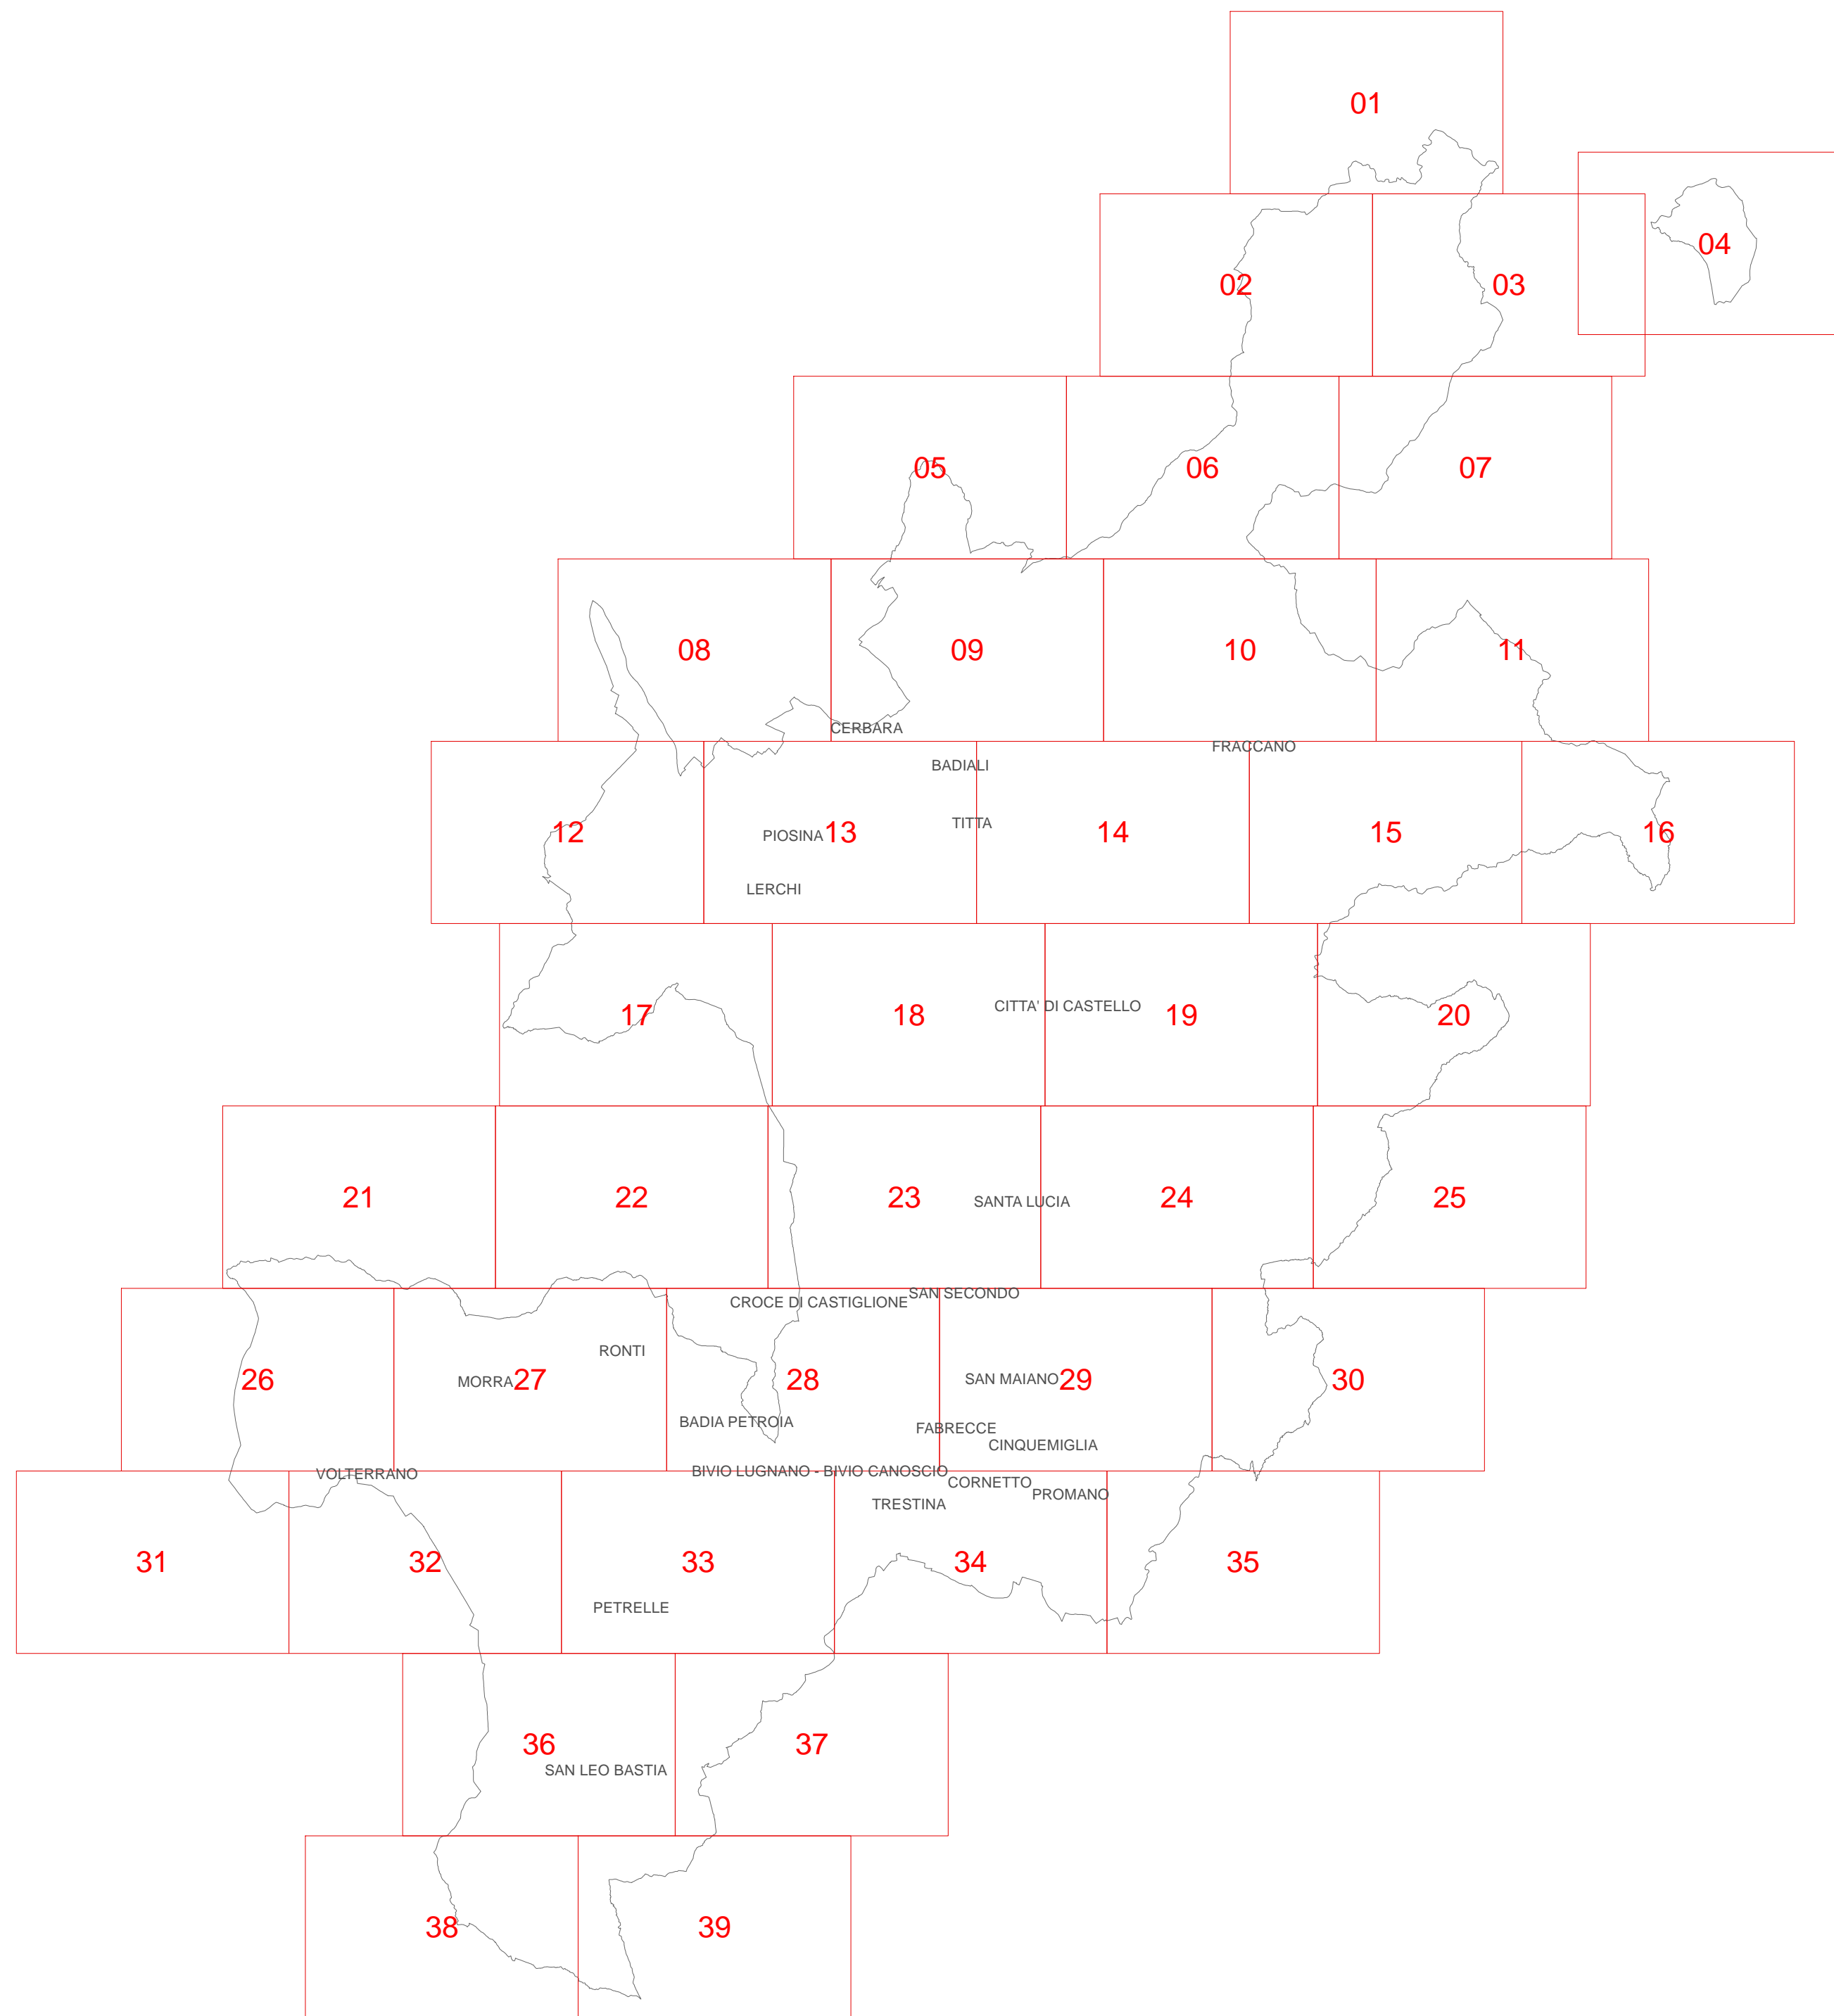 01
04
02
03
05
06
07
08
09
10
11
CERBARA
FRACCANO
BADIALI
TITTA
12
PIOSINA
13
14
15
16
LERCHI
CITTA' DI CASTELLO
17
18
19
20
21
22
23
SANTA LUCIA
24
25
SAN SECONDO
CROCE DI CASTIGLIONE
RONTI
26
MORRA
27
28
SAN MAIANO
29
30
BADIA PETROIA
FABRECCE
CINQUEMIGLIA
VOLTERRANO
BIVIO LUGNANO - BIVIO CANOSCIO
CORNETTO
PROMANO
TRESTINA
31
32
33
34
35
PETRELLE
36
37
SAN LEO BASTIA
38
39